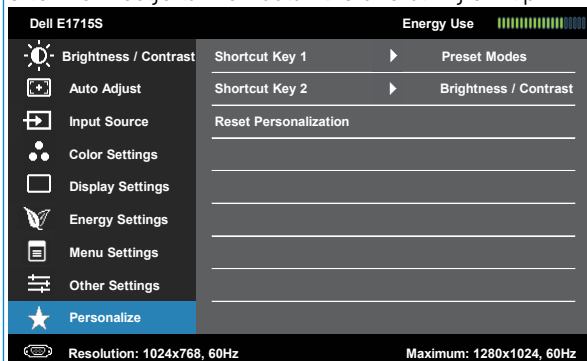 Dell E1715S Energy Use
Brightness / Contrast Shortcut Key 1 Preset Modes
Auto Adjust Shortcut Key 2 Brightness / Contrast
Input Source Reset Personalization
Color Settings
Display Settings
Energy Settings
Menu Settings
Other Settings
Personalize
Resolution: 1024x768, 60Hz Maximum: 1280x1024, 60Hz